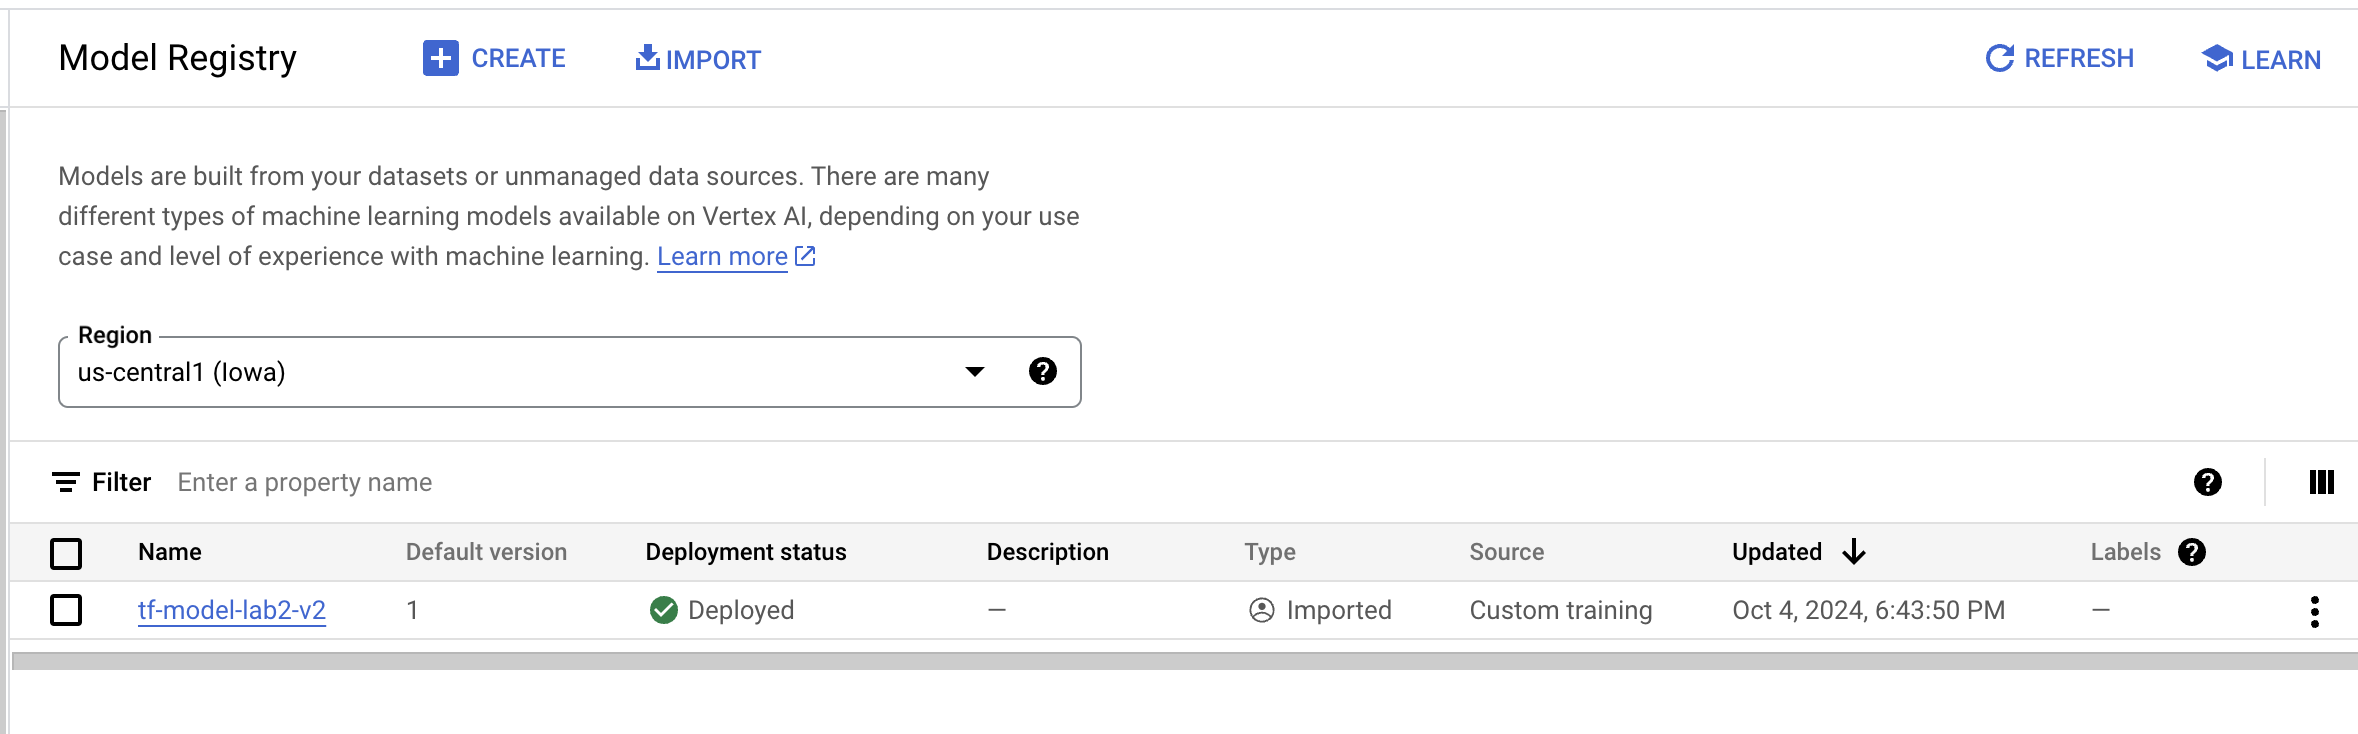 Model Registry CREATE IMPORT REFRESH LEARN
Models are built from your datasets or unmanaged data sources. There are many
different types of machine learning models available on Vertex AI, depending on your use
case and level of experience with machine learning. Learn more
Region
us-central1 (Iowa)
Filter Enter a property name
Name Default version Deployment status Description Type Source Updated Labels
tf-model-lab2-v2 1 Deployed — Imported Custom training Oct 4, 2024, 6:43:50 PM —